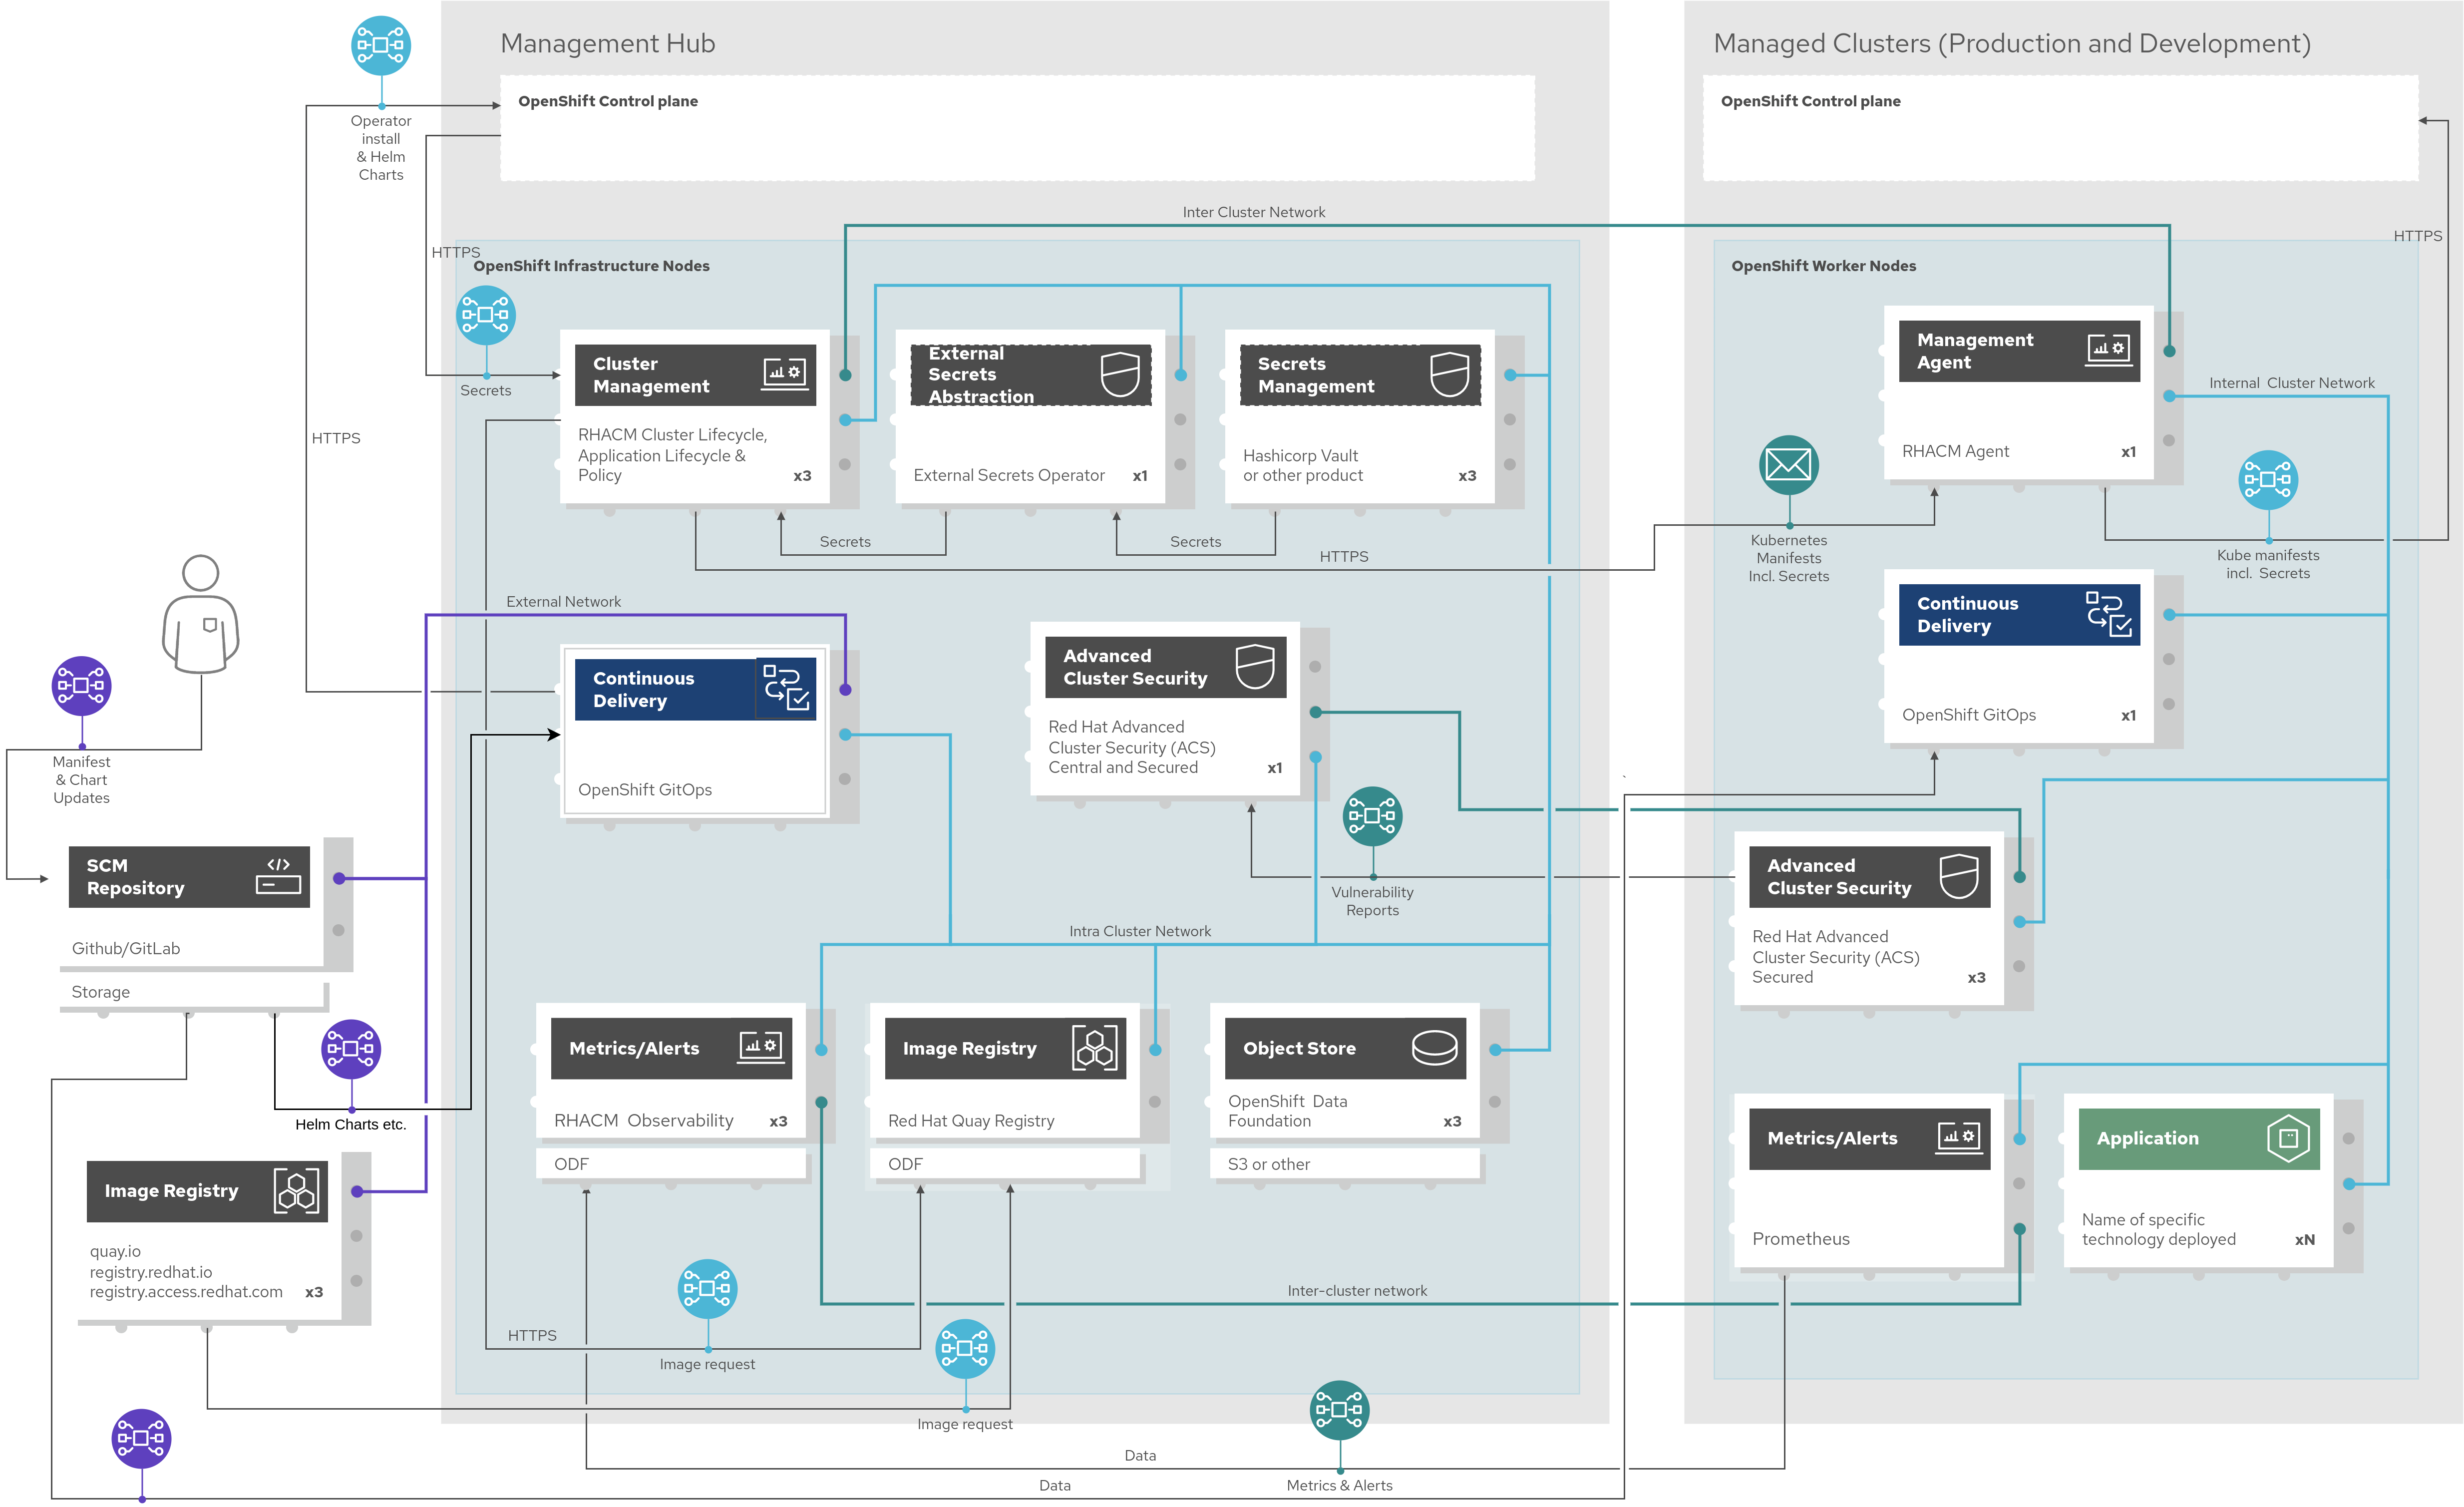 Management Hub
OpenShift Control plane
Operator
install
& Helm
Charts
HTTPS
HTTPS
Inter Cluster Network
OpenShift Infrastructure Nodes
Secrets
Cluster
Management
RHACM Cluster Lifecycle,
Application Lifecycle &
Policy
x3
External
Secrets
Abstraction
External Secrets Operator
x1
Secrets
Management
Hashicorp Vault
or other product
x3
Secrets
Secrets
HTTPS
External Network
Continuous
Delivery
OpenShift GitOps
Advanced
Cluster Security
Red Hat Advanced
Cluster Security (ACS)
Central and Secured
x1
Vulnerability
Reports
Intra Cluster Network
Metrics/Alerts
RHACM  Observability
x3
ODF
Image Registry
Red Hat Quay Registry
ODF
Object Store
OpenShift  Data
Foundation
x3
S3 or other
Inter-cluster network
HTTPS
Image request
Image request
Data
Metrics & Alerts
Data
Manifest
& Chart
Updates
SCM
Repository
</>
Github/GitLab
Storage
Helm Charts etc.
Image Registry
quay.io
registry.redhat.io
registry.access.redhat.com
x3
Managed Clusters (Production and Development)
OpenShift Control plane
HTTPS
OpenShift Worker Nodes
Management
Agent
RHACM Agent
x1
Internal  Cluster Network
Kubernetes
Manifests
Incl. Secrets
Kube manifests
incl.  Secrets
Continuous
Delivery
OpenShift GitOps
x1
Advanced
Cluster Security
Red Hat Advanced
Cluster Security (ACS)
Secured
x3
Metrics/Alerts
Prometheus
Application
Name of specific
technology deployed
xN